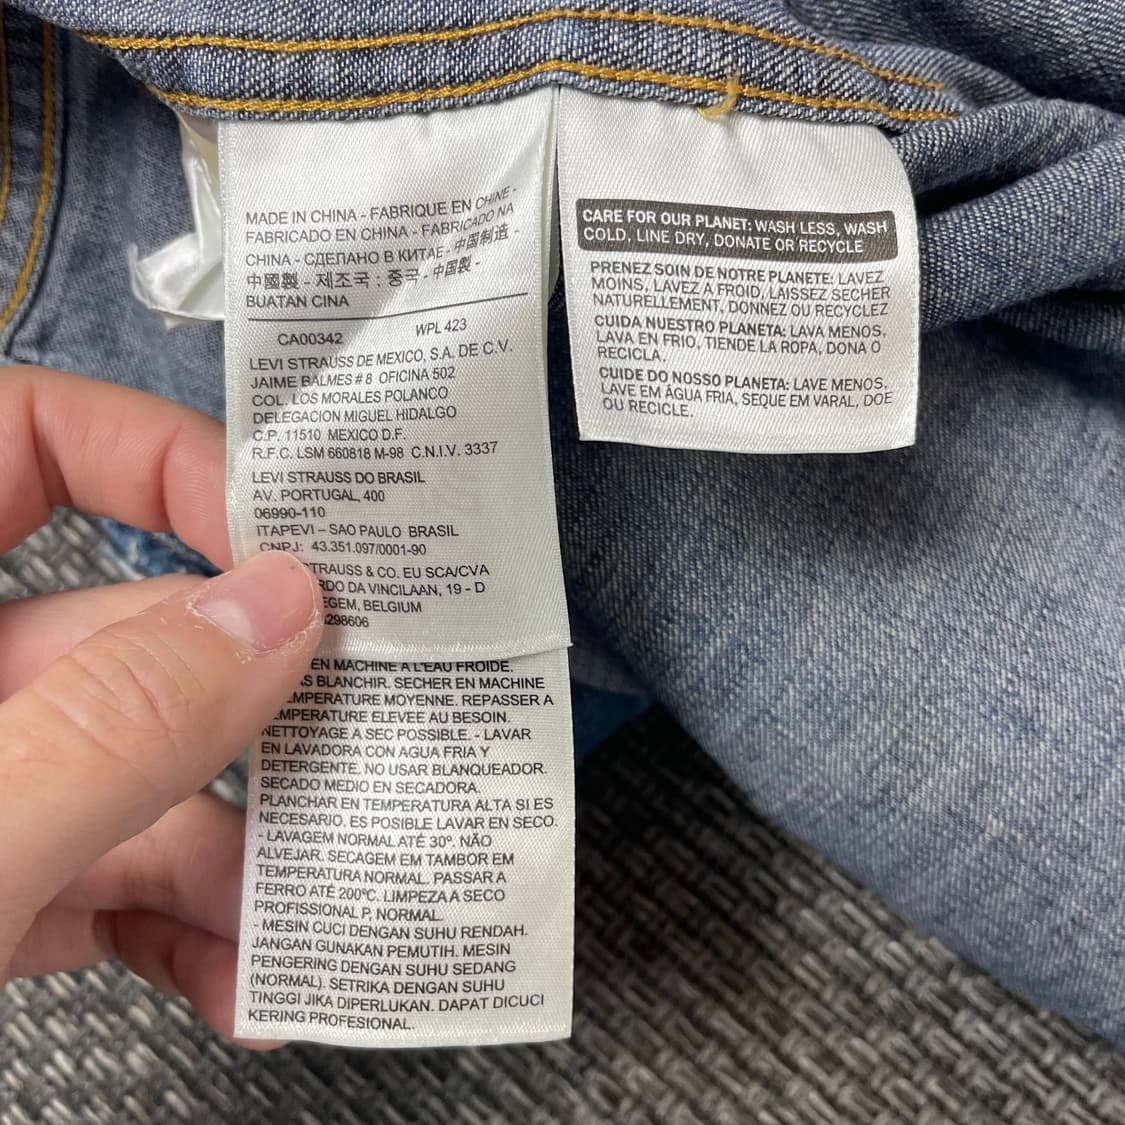 MADE IN CHINA - FABRIQUE EN CHINE -
FABRICADO EN CHINA - FABRICADO NA
CHINA - СДЕЛАНО В КИТАЕ - 中国制造 -
中國製 - 제조국 : 중국 - 中国製 -
BUATAN CINA
CA00342 WPL 423
LEVI STRAUSS DE MEXICO, S.A. DE C.V.
JAIME BALMES # 8 OFICINA 502
COL. LOS MORALES POLANCO
DELEGACION MIGUEL HIDALGO
C.P. 11510 MEXICO D.F.
R.F.C. LSM 660818 M-98 C.N.I.V. 3337
LEVI STRAUSS DO BRASIL
AV. PORTUGAL, 400
06990-110
ITAPEVI – SAO PAULO BRASIL
CNPJ: 43.351.097/0001-90
TRAUSS & CO. EU SCA/CVA
RDO DA VINCILAAN, 19 - D
EGEM, BELGIUM
298606
EN MACHINE A L'EAU FROIDE.
S BLANCHIR. SECHER EN MACHINE
EMPERATURE MOYENNE. REPASSER A
EMPERATURE ELEVEE AU BESOIN.
NETTOYAGE A SEC POSSIBLE. - LAVAR
EN LAVADORA CON AGUA FRIA Y
DETERGENTE. NO USAR BLANQUEADOR.
SECADO MEDIO EN SECADORA.
PLANCHAR EN TEMPERATURA ALTA SI ES
NECESARIO. ES POSIBLE LAVAR EN SECO.
- LAVAGEM NORMAL ATÉ 30º. NÃO
ALVEJAR. SECAGEM EM TAMBOR EM
TEMPERATURA NORMAL. PASSAR A
FERRO ATÉ 200ºC. LIMPEZA A SECO
PROFISSIONAL P, NORMAL.
- MESIN CUCI DENGAN SUHU RENDAH.
JANGAN GUNAKAN PEMUTIH. MESIN
PENGERING DENGAN SUHU SEDANG
(NORMAL). SETRIKA DENGAN SUHU
TINGGI JIKA DIPERLUKAN. DAPAT DICUCI
KERING PROFESIONAL.
CARE FOR OUR PLANET: WASH LESS, WASH
COLD, LINE DRY, DONATE OR RECYCLE
PRENEZ SOIN DE NOTRE PLANETE: LAVEZ
MOINS, LAVEZ A FROID, LAISSEZ SECHER
NATURELLEMENT, DONNEZ OU RECYCLEZ
CUIDA NUESTRO PLANETA: LAVA MENOS,
LAVA EN FRIO, TIENDE LA ROPA, DONA O
RECICLA.
CUIDE DO NOSSO PLANETA: LAVE MENOS,
LAVE EM ÁGUA FRIA, SEQUE EM VARAL, DOE
OU RECICLE.